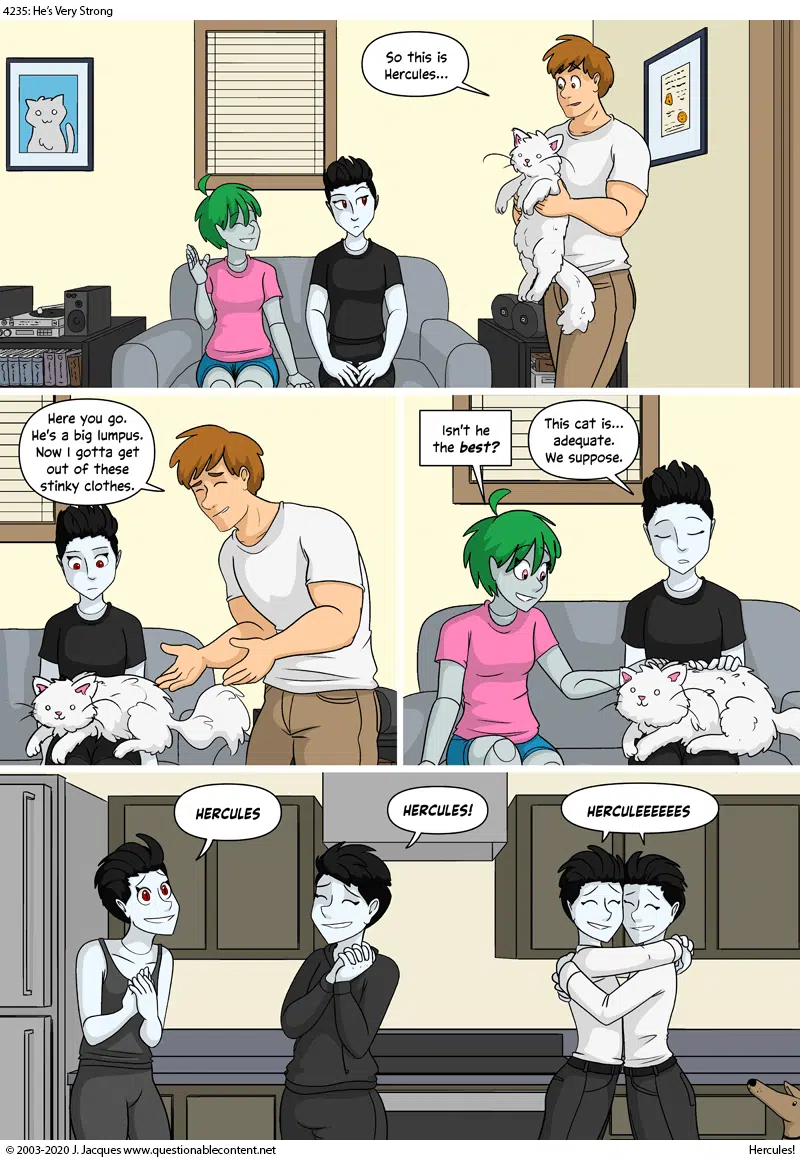 4235: He's Very Strong
So this is
Hercules...
Here you go.
He's a big lumpus.
Now I gotta get
out of these
stinky clothes.
Isn't he
the best?
This cat is...
adequate.
We suppose.
HERCULES
HERCULES!
HERCULEEEEEES
© 2003-2020 J. Jacques www.questionablecontent.net
Hercules!